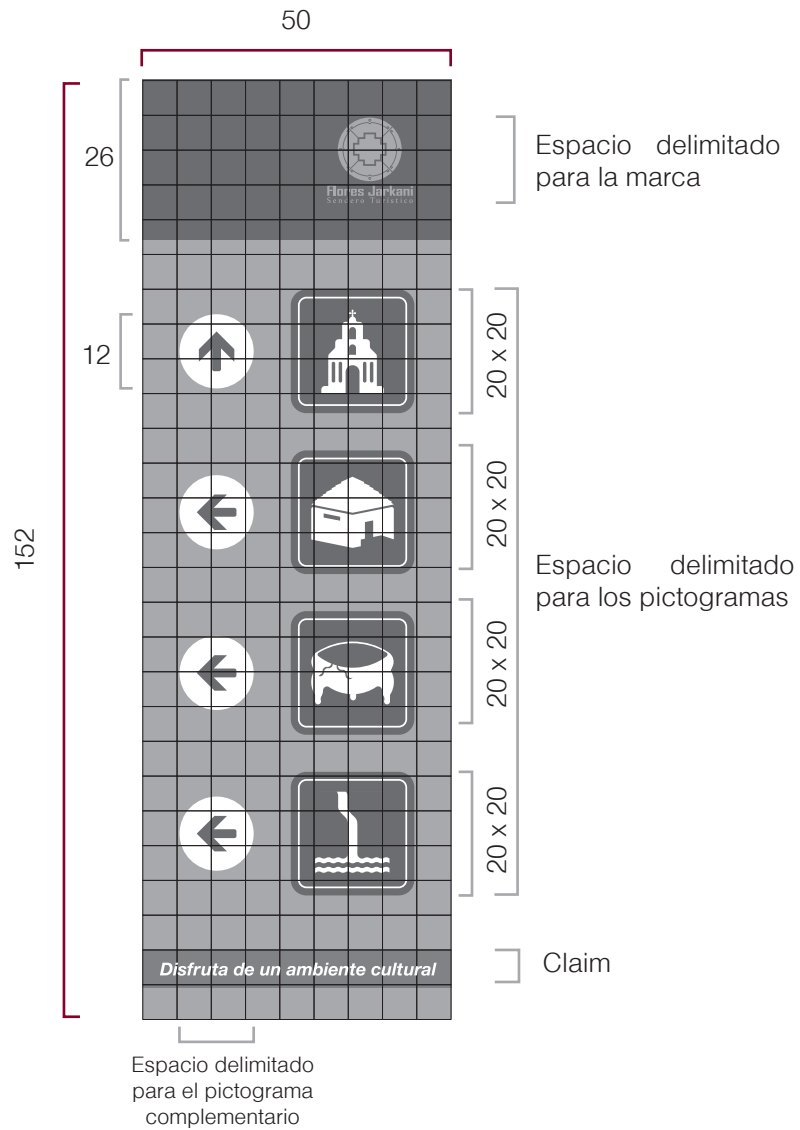 50
26
Flores Jarkani
Sendero Turístico
Espacio delimitado
para la marca
12
20 x 20
20 x 20
152
Espacio delimitado
para los pictogramas
20 x 20
20 x 20
Disfruta de un ambiente cultural
Claim
Espacio delimitado
para el pictograma
complementario